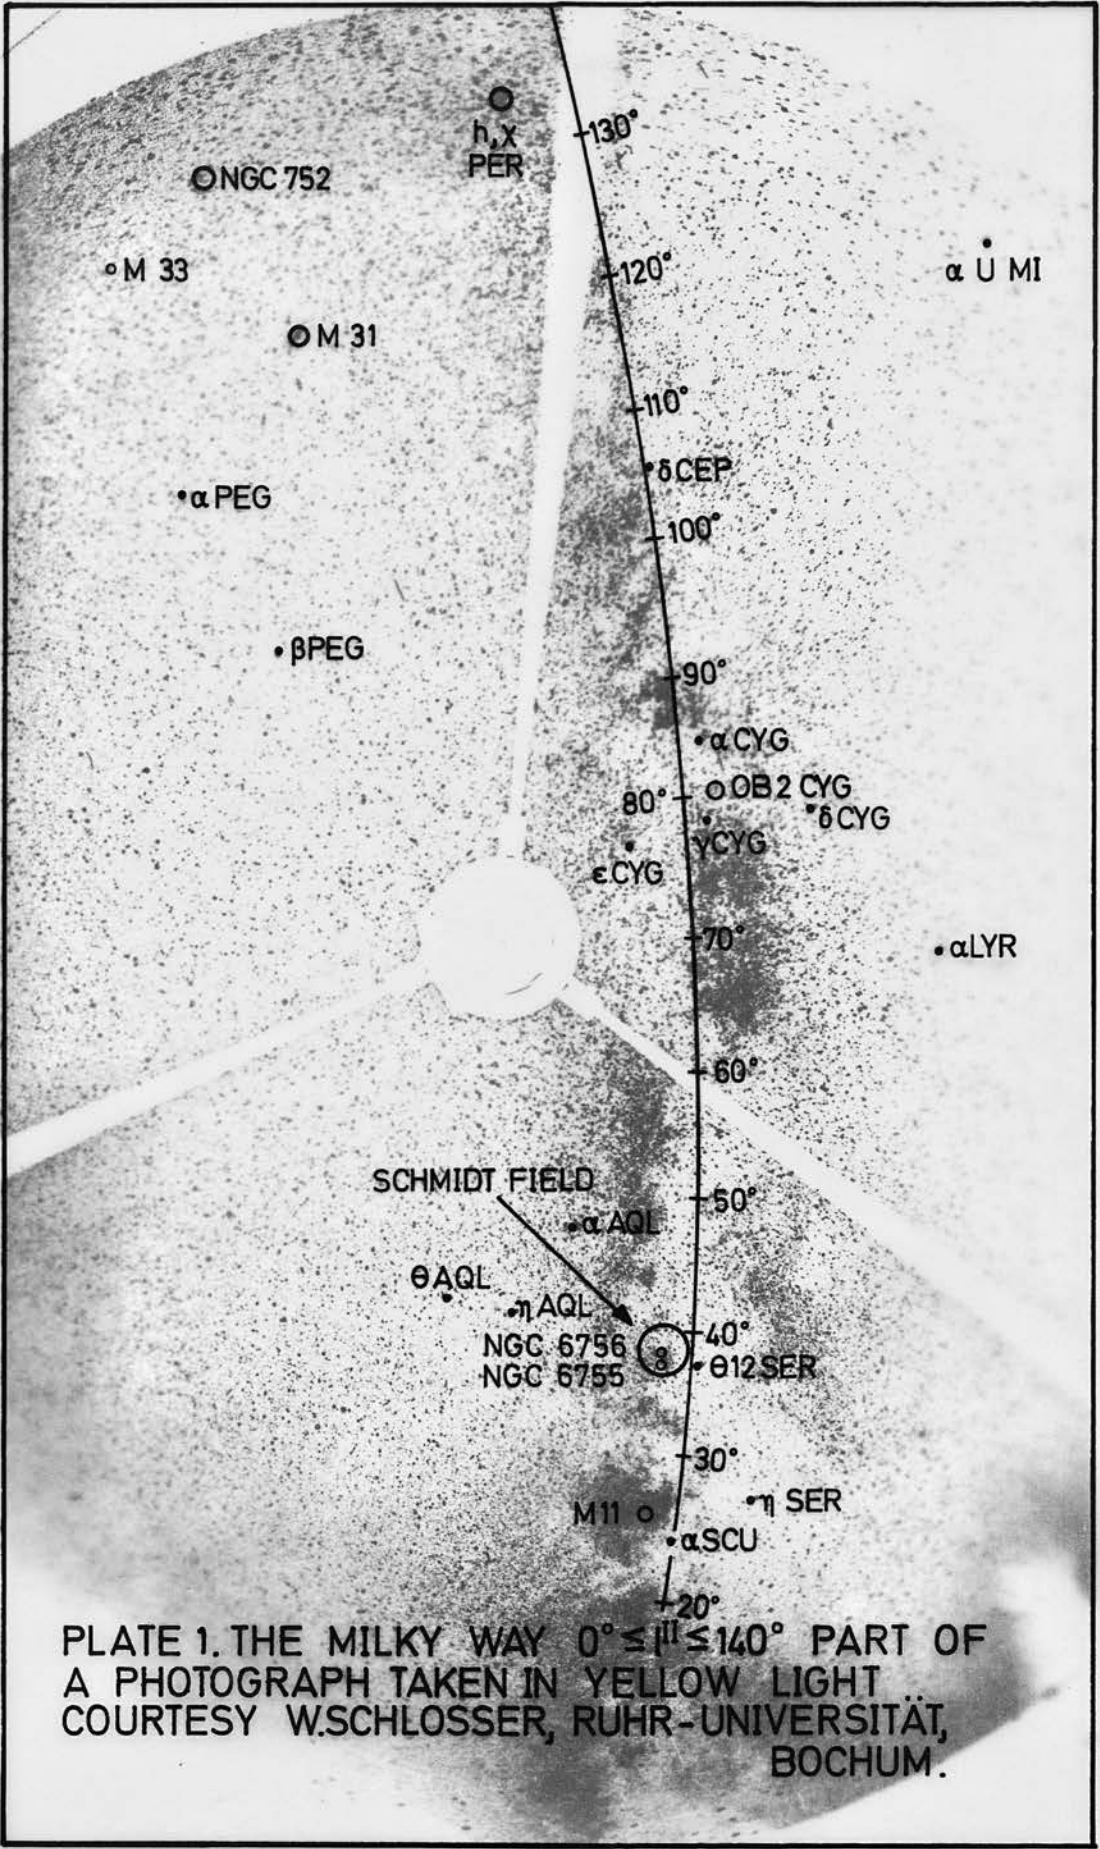 130°
h,χ
PER
NGC 752
M 33
120°
α U MI
M 31
110°
δ CEP
α PEG
100°
β PEG
90°
α CYG
OB 2 CYG
80°
δ CYG
γ CYG
ε CYG
70°
α LYR
60°
SCHMIDT FIELD
50°
α AQL
θ AQL
η AQL
40°
NGC 6756
θ12 SER
NGC 6755
30°
η SER
M 11
α SCU
20°
PLATE 1. THE MILKY WAY 0° ≤ lᴵᴵ ≤ 140° PART OF
A PHOTOGRAPH TAKEN IN YELLOW LIGHT
COURTESY W.SCHLOSSER, RUHR-UNIVERSITÄT,
BOCHUM.